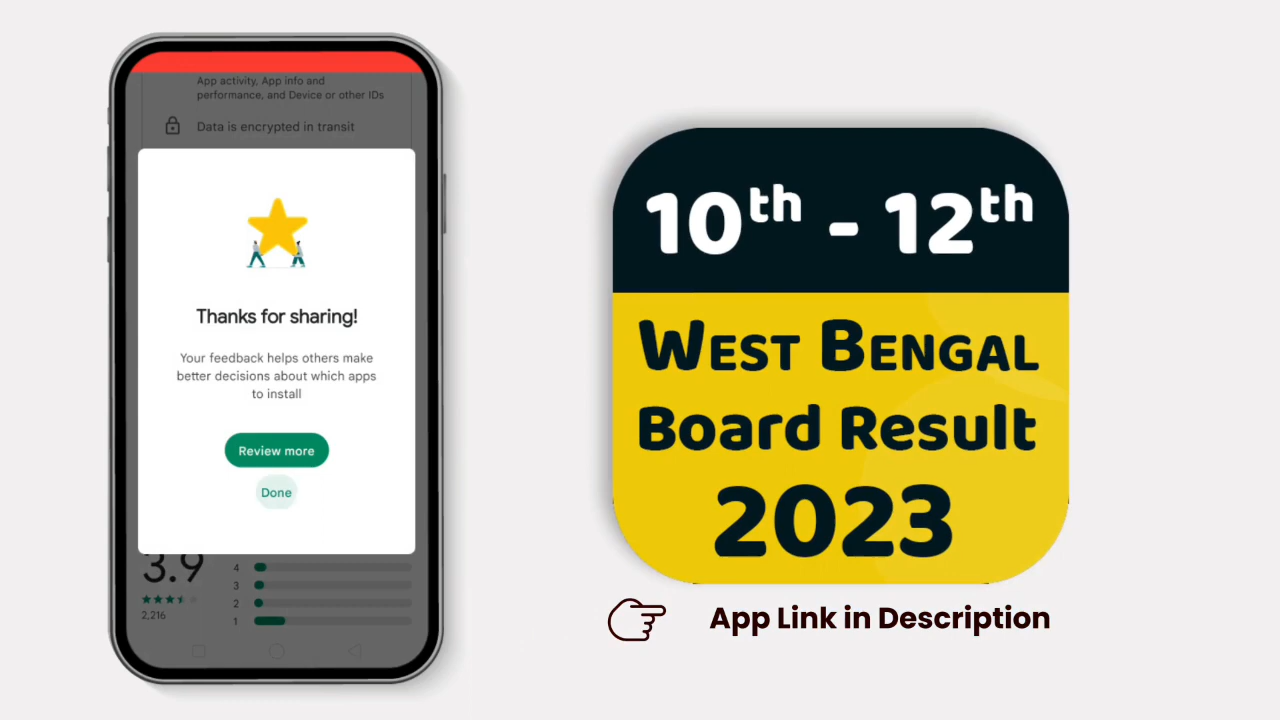 App activity, App info and
performance, and Device or other IDs
Data is encrypted in transit
Thanks for sharing!
Your feedback helps others make
better decisions about which apps
to install
Review more
Done
3.9
2,216
4
3
2
1
10th - 12th
West Bengal
Board Result
2023
App Link in Description